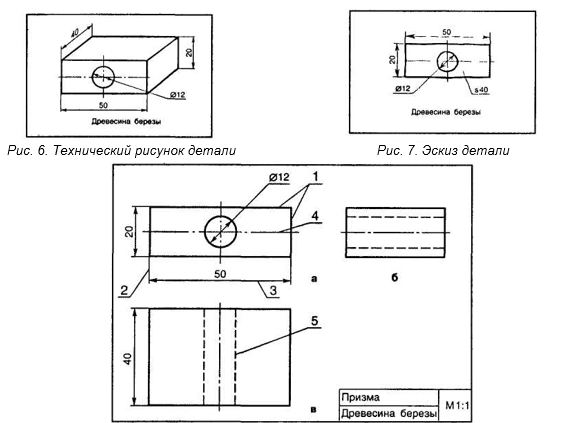 40
20
Ø12
50
Древесина березы
Рис. 6. Технический рисунок детали
50
20
Ø12
s40
Древесина березы
Рис. 7. Эскиз детали
Ø12
1
4
20
50
2
3
а
б
40
5
в
Призма
Древесина березы
М1:1